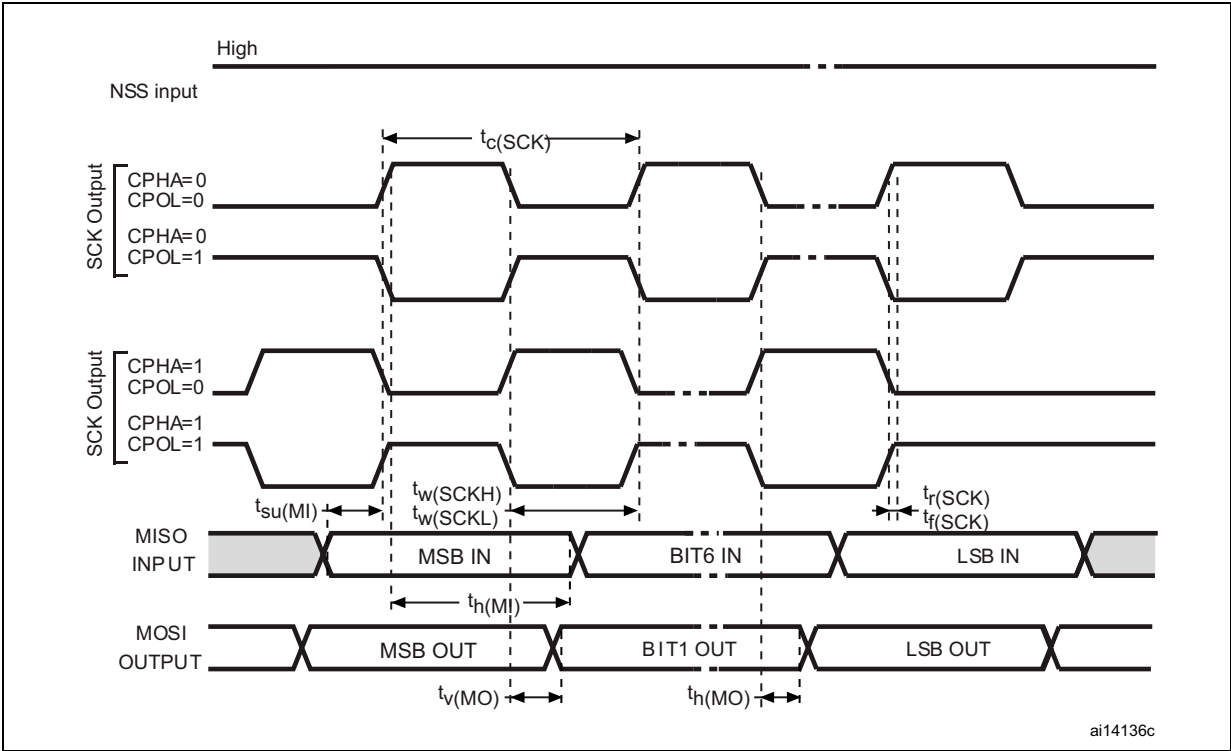 High
NSS input
tc(SCK)
SCK Output
CPHA=0
CPOL=0
CPHA=0
CPOL=1
SCK Output
CPHA=1
CPOL=0
CPHA=1
CPOL=1
tsu(MI)
tw(SCKH)
tw(SCKL)
tr(SCK)
tf(SCK)
MISO
INPUT
MSB IN
BIT6 IN
LSB IN
th(MI)
MOSI
OUTPUT
MSB OUT
BIT1 OUT
LSB OUT
tv(MO)
th(MO)
ai14136c